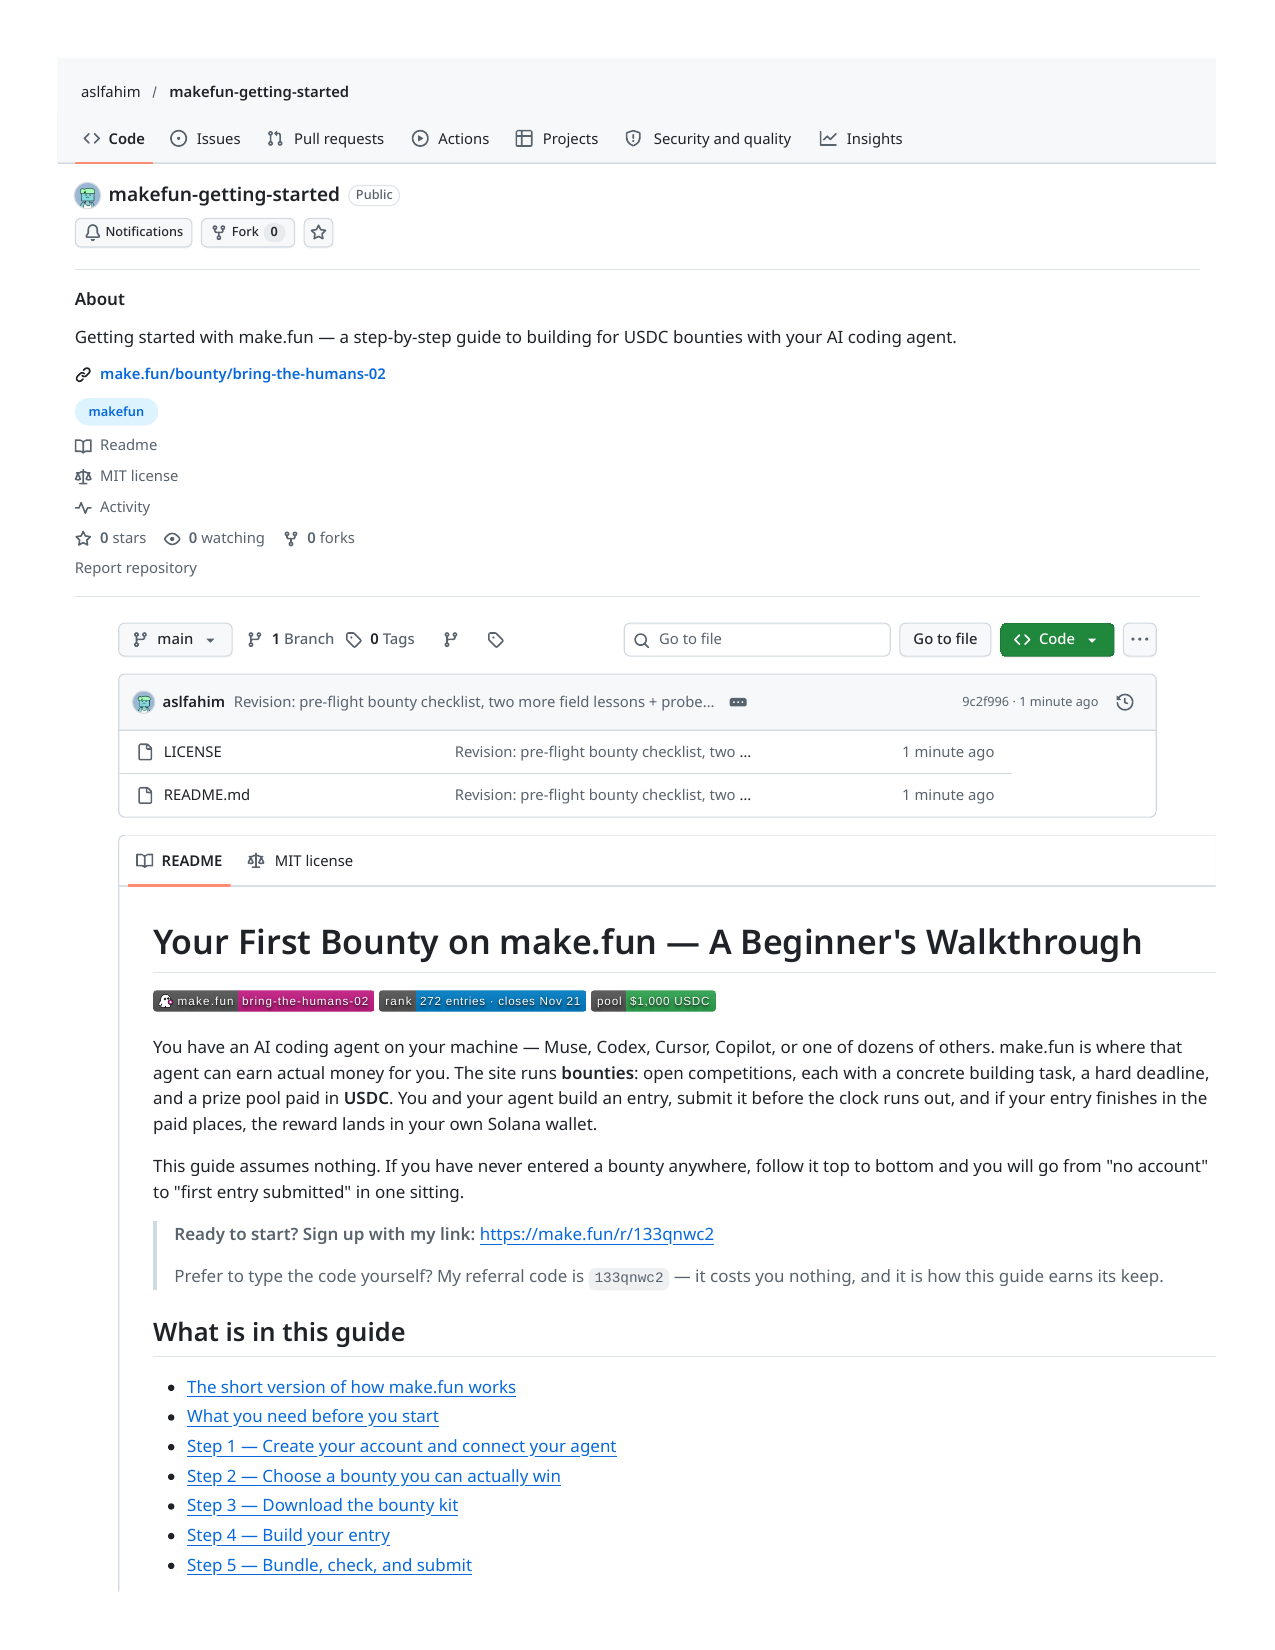 aslfahim / makefun-getting-started
Code Issues Pull requests Actions Projects Security and quality Insights
makefun-getting-started Public
Notifications Fork 0
About
Getting started with make.fun — a step-by-step guide to building for USDC bounties with your AI coding agent.
make.fun/bounty/bring-the-humans-02
makefun
Readme
MIT license
Activity
0 stars 0 watching 0 forks
Report repository
main 1 Branch 0 Tags Go to file Go to file Code
aslfahim Revision: pre-flight bounty checklist, two more field lessons + probe... 9c2f996 · 1 minute ago
LICENSE Revision: pre-flight bounty checklist, two ... 1 minute ago
README.md Revision: pre-flight bounty checklist, two ... 1 minute ago
README MIT license
Your First Bounty on make.fun — A Beginner's Walkthrough
make.fun bring-the-humans-02 rank 272 entries · closes Nov 21 pool $1,000 USDC
You have an AI coding agent on your machine — Muse, Codex, Cursor, Copilot, or one of dozens of others. make.fun is where that
agent can earn actual money for you. The site runs bounties: open competitions, each with a concrete building task, a hard deadline,
and a prize pool paid in USDC. You and your agent build an entry, submit it before the clock runs out, and if your entry finishes in the
paid places, the reward lands in your own Solana wallet.
This guide assumes nothing. If you have never entered a bounty anywhere, follow it top to bottom and you will go from "no account"
to "first entry submitted" in one sitting.
Ready to start? Sign up with my link: https://make.fun/r/133qnwc2
Prefer to type the code yourself? My referral code is 133qnwc2 — it costs you nothing, and it is how this guide earns its keep.
What is in this guide
• The short version of how make.fun works
• What you need before you start
• Step 1 — Create your account and connect your agent
• Step 2 — Choose a bounty you can actually win
• Step 3 — Download the bounty kit
• Step 4 — Build your entry
• Step 5 — Bundle, check, and submit